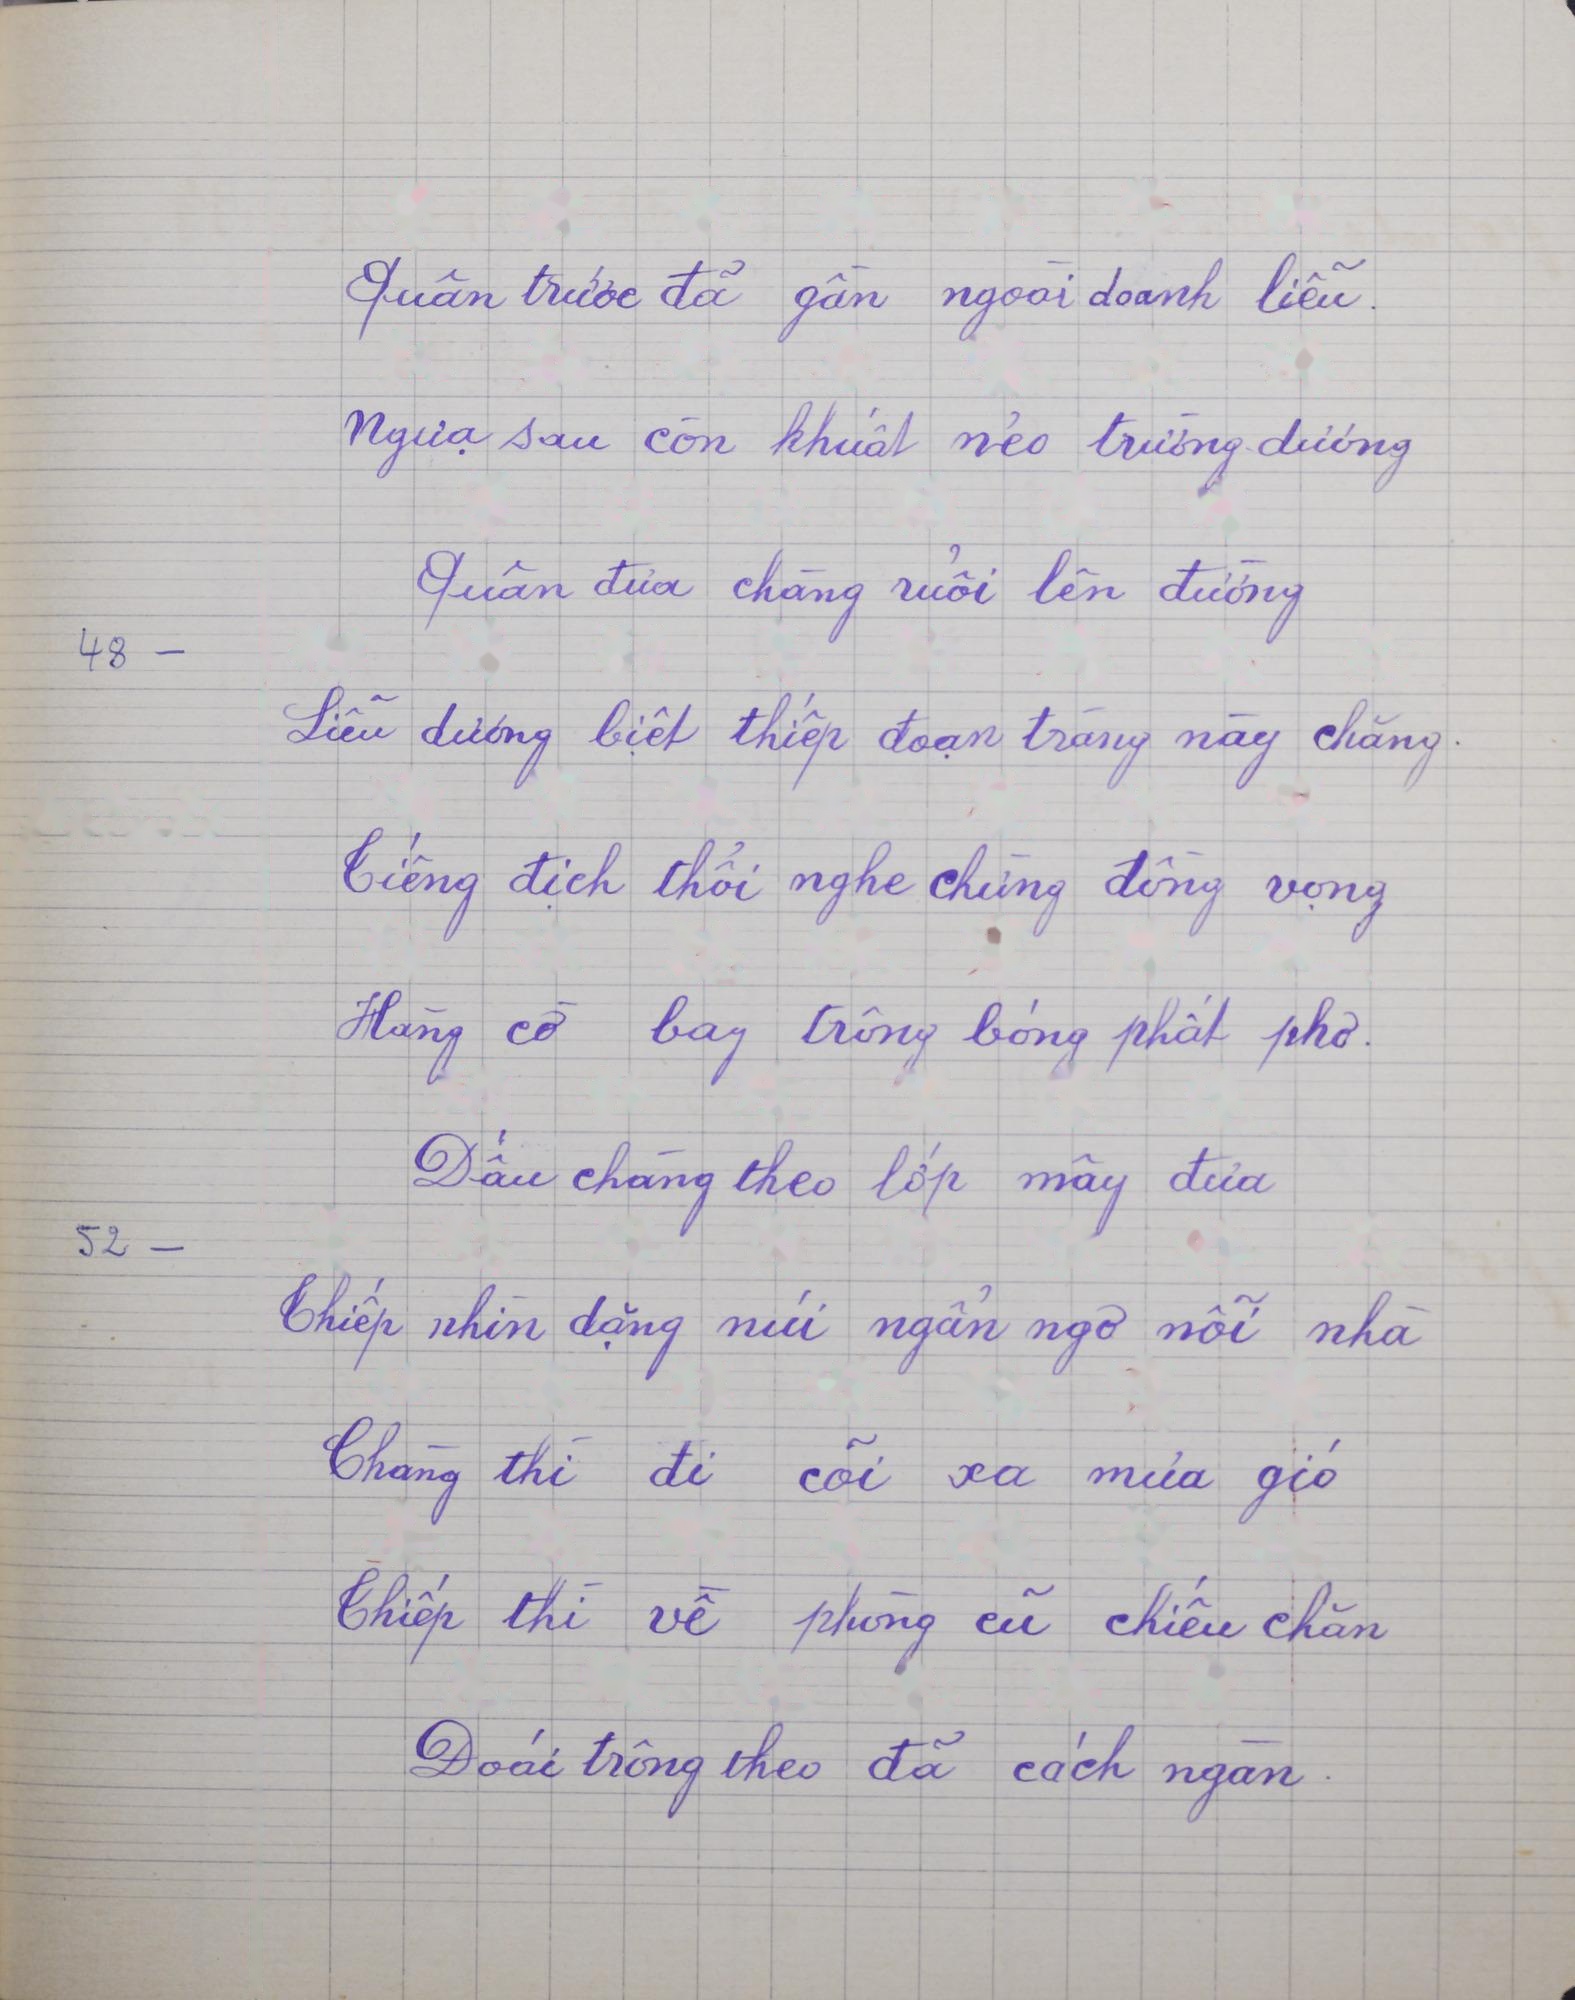 Quân trước đã gần ngoài doanh liễu.
Ngựa sau còn khuất nẻo trường dương
Quân đưa chàng ruổi lên đường
48 –
Liễu dương biệt thiếp đoạn tràng này chăng.
Tiếng địch thổi nghe chừng đồng vọng
Hàng cờ bay trông bóng phất phơ.
Dấu chàng theo lớp mây đưa
52 –
Thiếp nhìn dặng núi ngẩn ngơ nỗi nhà
Chàng thì đi cõi xa mưa gió
Thiếp thì về phòng cũ chiếu chăn
Doái trông theo đã cách ngăn.